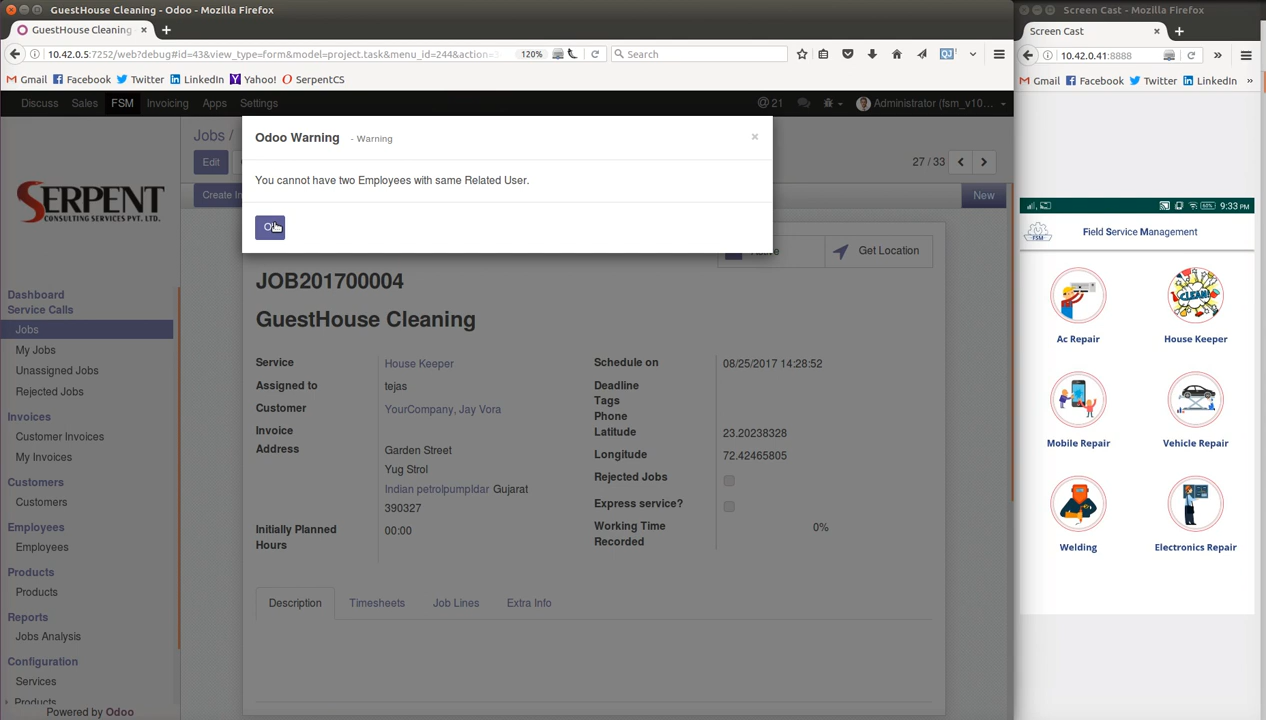 GuestHouse Cleaning - Odoo - Mozilla Firefox
GuestHouse Cleaning
10.42.0.5:7252/web?debug#id=43&view_type=form&model=project.task&menu_id=244&action=
120%
Search
Gmail Facebook Twitter LinkedIn Yahoo! SerpentCS
Discuss Sales FSM Invoicing Apps Settings
21
Administrator (fsm_v10...
SERPENT
CONSULTING SERVICES PVT. LTD.
Dashboard
Service Calls
Jobs
My Jobs
Unassigned Jobs
Rejected Jobs
Invoices
Customer Invoices
My Invoices
Customers
Customers
Employees
Employees
Products
Products
Reports
Jobs Analysis
Configuration
Services
Products
Powered by Odoo
Jobs /
Edit
27 / 33
Create
New
Odoo Warning - Warning
×
You cannot have two Employees with same Related User.
Get Location
JOB201700004
GuestHouse Cleaning
Service House Keeper
Assigned to tejas
Customer YourCompany, Jay Vora
Invoice
Address Garden Street
Yug Strol
Indian petrolpumpldar Gujarat
390327
Initially Planned Hours 00:00
Schedule on 08/25/2017 14:28:52
Deadline
Tags
Phone
Latitude 23.20238328
Longitude 72.42465805
Rejected Jobs
Express service?
Working Time Recorded 0%
Description Timesheets Job Lines Extra Info
Screen Cast - Mozilla Firefox
Screen Cast
10.42.0.41:8888
Gmail Facebook Twitter LinkedIn
60% 9:33 PM
FSM
Field Service Management
CLEAN!
Ac Repair House Keeper
Mobile Repair Vehicle Repair
Welding Electronics Repair